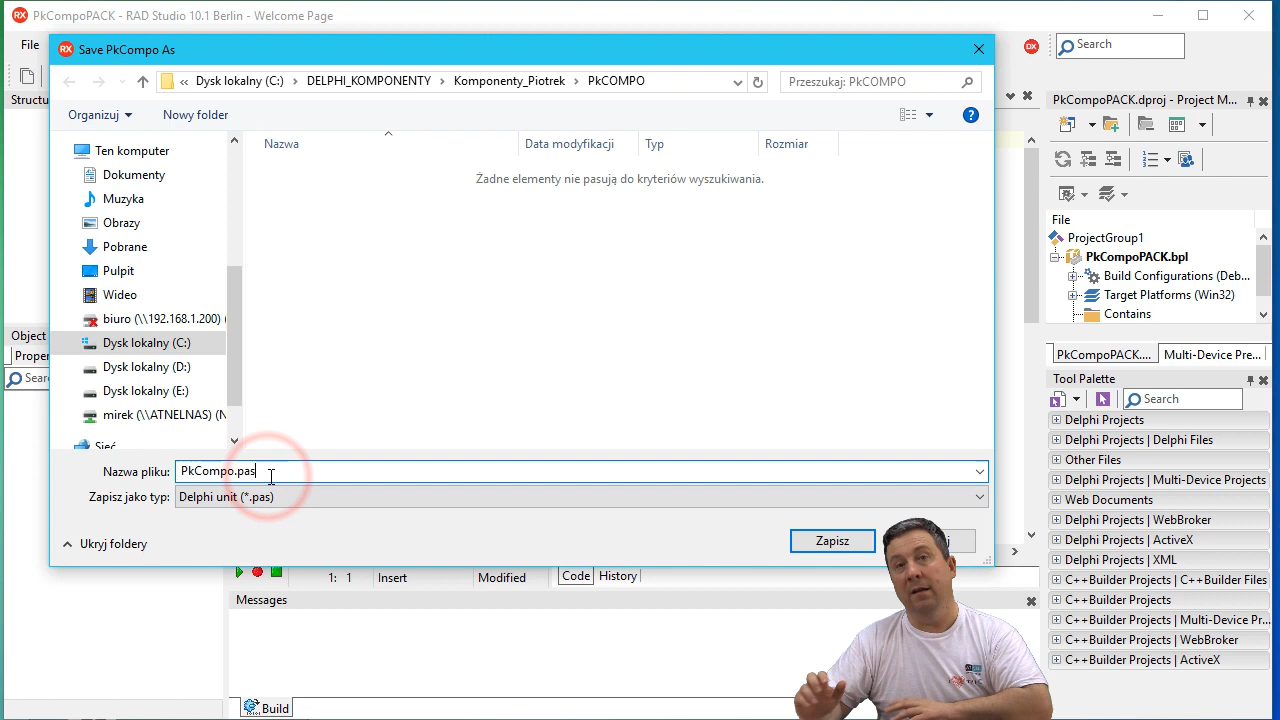 PkCompoPACK - RAD Studio 10.1 Berlin - Welcome Page
File
Search
Structu
Save PkCompo As
« Dysk lokalny (C:) > DELPHI_KOMPONENTY > Komponenty_Piotrek > PkCOMPO
Przeszukaj: PkCOMPO
Organizuj
New folder
Nazwa
Data modyfikacji
Typ
Rozmiar
Żadne elementy nie pasują do kryteriów wyszukiwania.
Ten komputer
Dokumenty
Muzyka
Obrazy
Pobrane
Pulpit
Wideo
biuro (\\192.168.1.200) (
Dysk lokalny (C:)
Dysk lokalny (D:)
Dysk lokalny (E:)
mirek (\\ATNELNAS) (N
Sieć
Nazwa pliku:
PkCompo.pas
Zapisz jako typ:
Delphi unit (*.pas)
Ukryj foldery
Zapisz
Object
Proper
Sear
PkCompoPACK.dproj - Project M...
File
ProjectGroup1
PkCompoPACK.bpl
Build Configurations (Deb...
Target Platforms (Win32)
Contains
PkCompoPACK....
Multi-Device Pre...
Tool Palette
Search
Delphi Projects
Delphi Projects | Delphi Files
Other Files
Delphi Projects | Multi-Device Projects
Web Documents
Delphi Projects | WebBroker
Delphi Projects | ActiveX
Delphi Projects | XML
C++Builder Projects | C++Builder Files
C++Builder Projects
C++Builder Projects | Multi-Device Pr...
C++Builder Projects | WebBroker
C++Builder Projects | ActiveX
1: 1
Insert
Modified
Code
History
Messages
Build